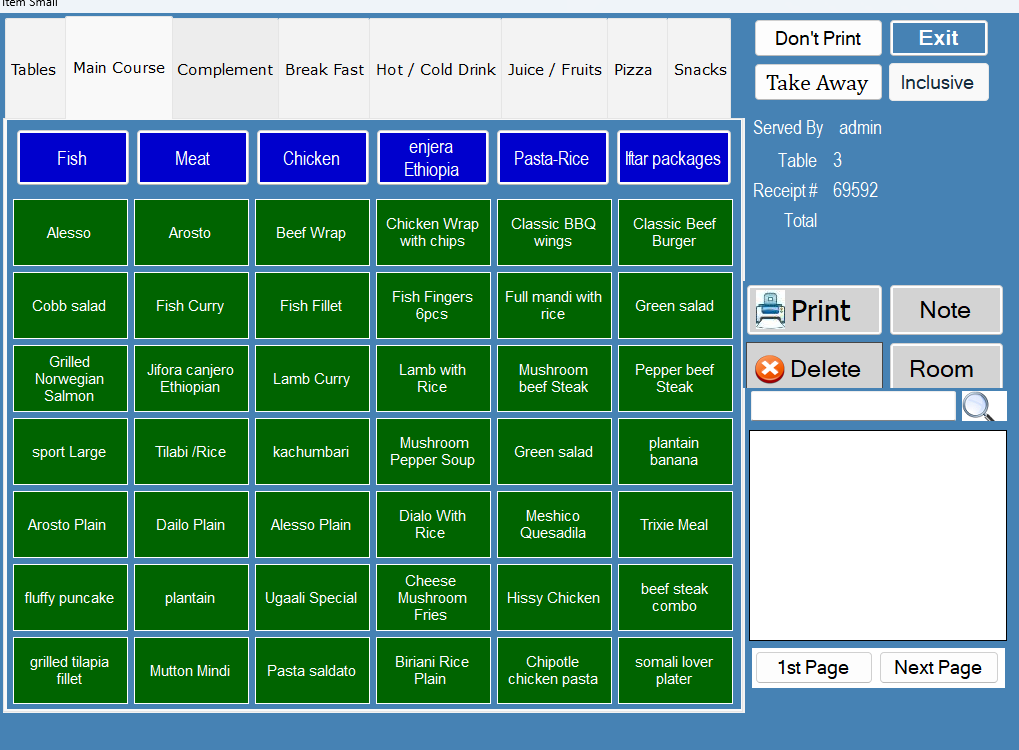 Item Small
Tables
Main Course
Complement
Break Fast
Hot / Cold Drink
Juice / Fruits
Pizza
Snacks
Don't Print
Exit
Take Away
Inclusive
Served By admin
Table 3
Receipt # 69592
Total
Fish
Meat
Chicken
enjera
Ethiopia
Pasta-Rice
Iftar packages
Alesso
Arosto
Beef Wrap
Chicken Wrap
with chips
Classic BBQ
wings
Classic Beef
Burger
Cobb salad
Fish Curry
Fish Fillet
Fish Fingers
6pcs
Full mandi with
rice
Green salad
Grilled
Norwegian
Salmon
Jifora canjero
Ethiopian
Lamb Curry
Lamb with
Rice
Mushroom
beef Steak
Pepper beef
Steak
sport Large
Tilabi /Rice
kachumbari
Mushroom
Pepper Soup
Green salad
plantain
banana
Arosto Plain
Dailo Plain
Alesso Plain
Dialo With
Rice
Meshico
Quesadila
Trixie Meal
fluffy puncake
plantain
Ugaali Special
Cheese
Mushroom
Fries
Hissy Chicken
beef steak
combo
grilled tilapia
fillet
Mutton Mindi
Pasta saldato
Biriani Rice
Plain
Chipotle
chicken pasta
somali lover
plater
Print
Note
Delete
Room
1st Page
Next Page